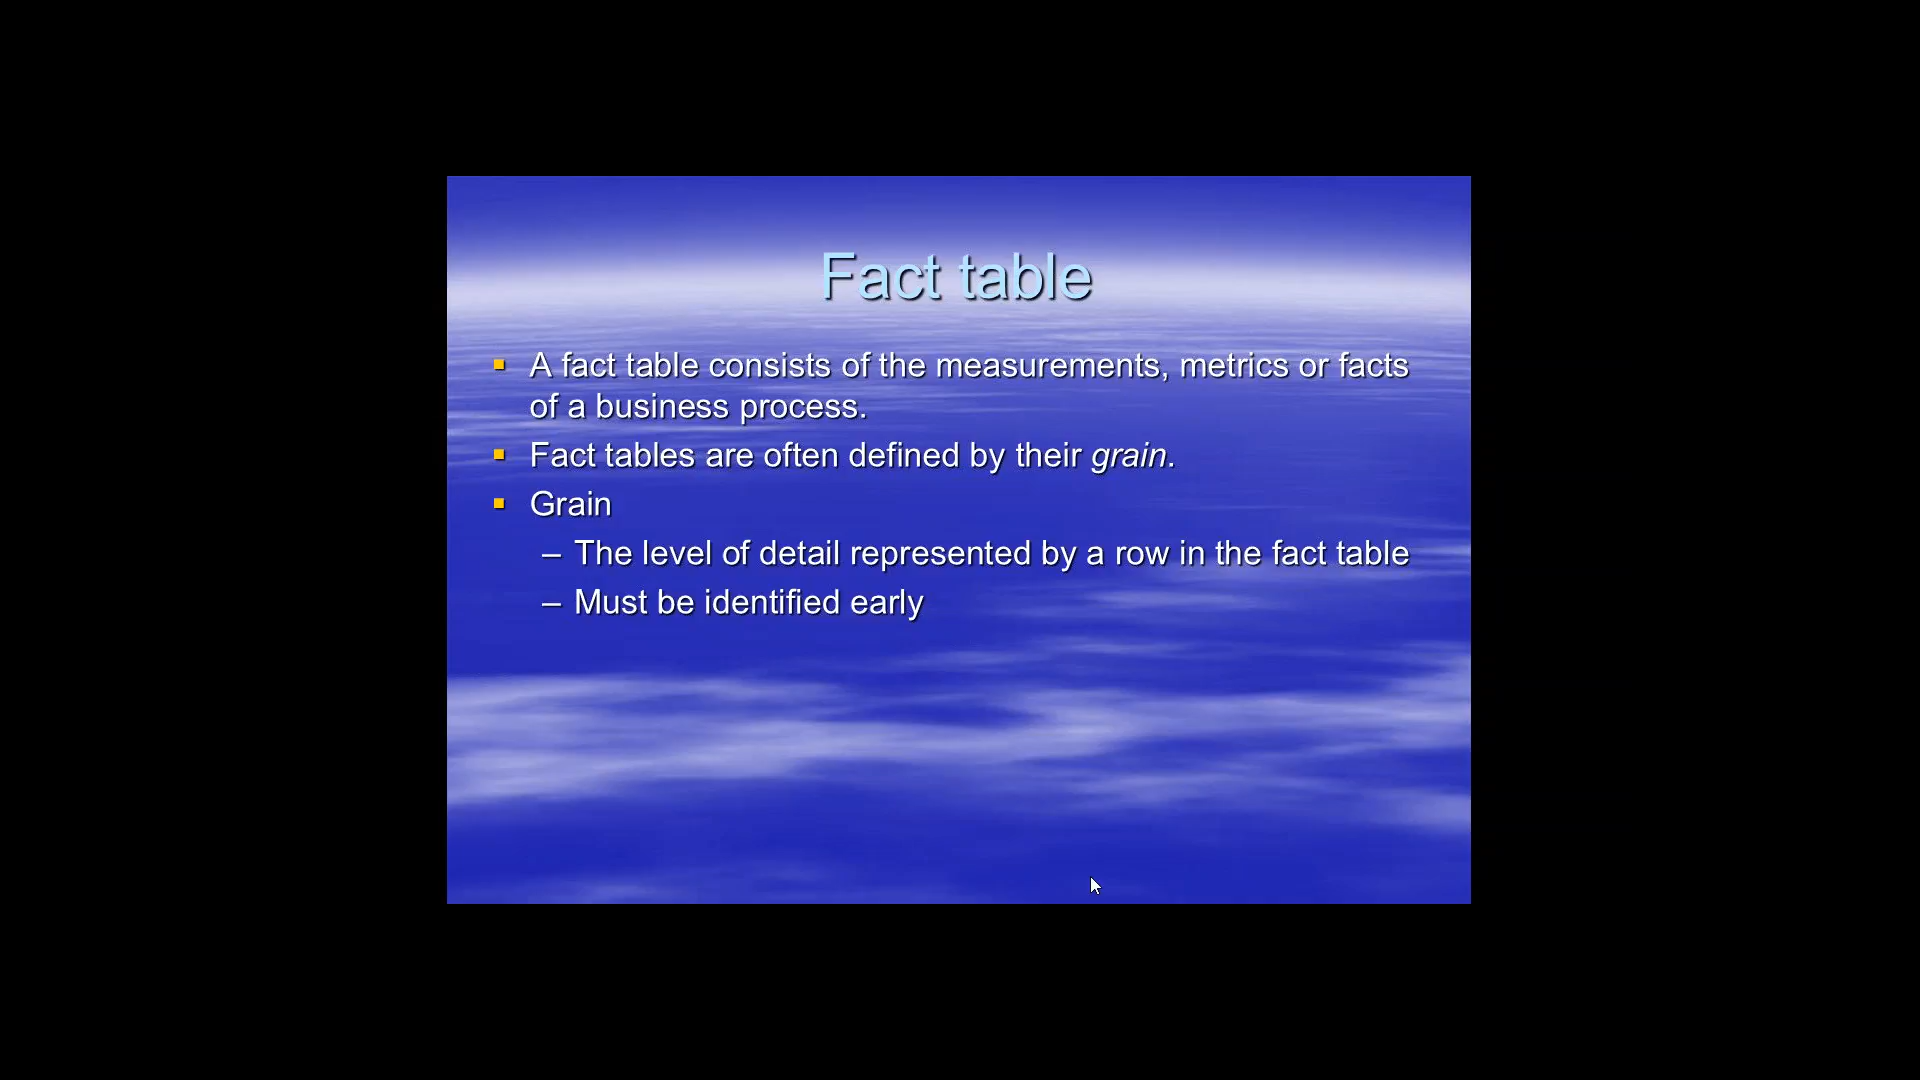 Fact table
▪ A fact table consists of the measurements, metrics or facts
of a business process.
▪ Fact tables are often defined by their grain.
▪ Grain
– The level of detail represented by a row in the fact table
– Must be identified early